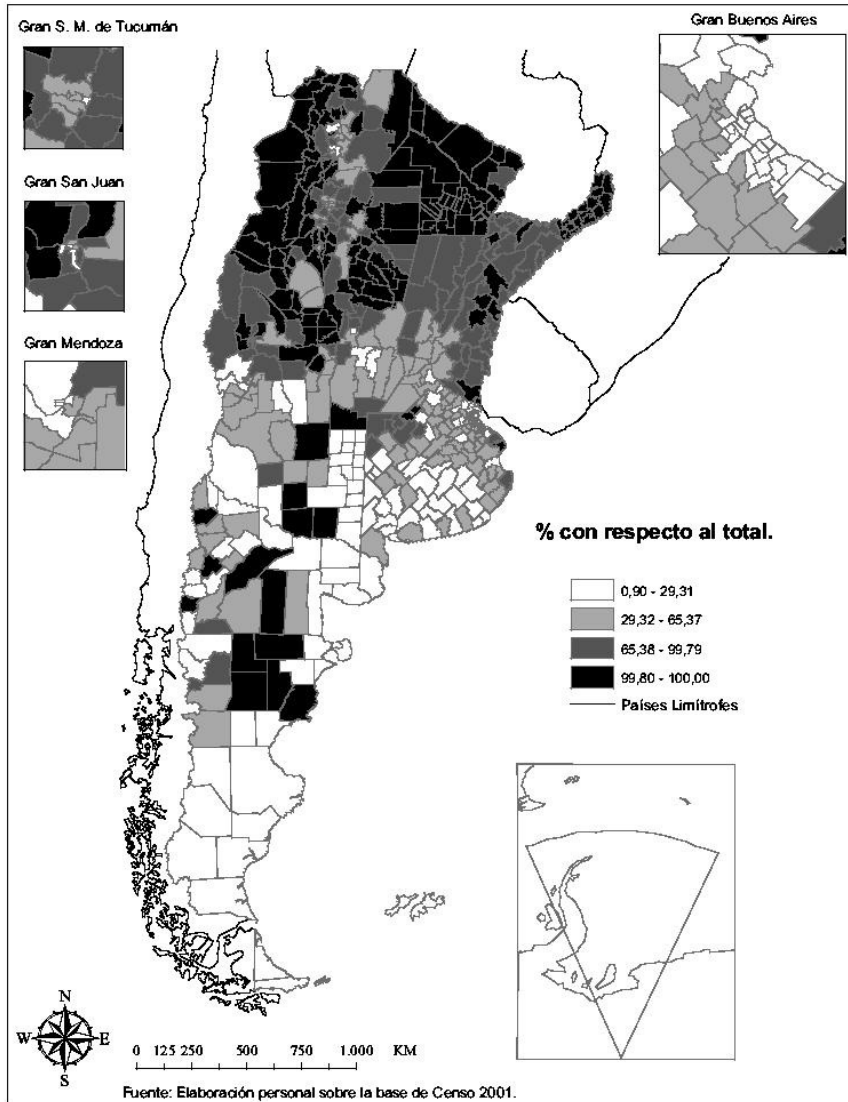 Gran S. M. de Tucumán
Gran Buenos Aires
Gran San Juan
Gran Mendoza
% con respecto al total.
0,90 - 29,31
29,32 - 65,37
65,38 - 99,79
99,80 - 100,00
Países Limítrofes
N
W E
S
0 125 250 500 750 1.000 KM
Fuente: Elaboración personal sobre la base de Censo 2001.